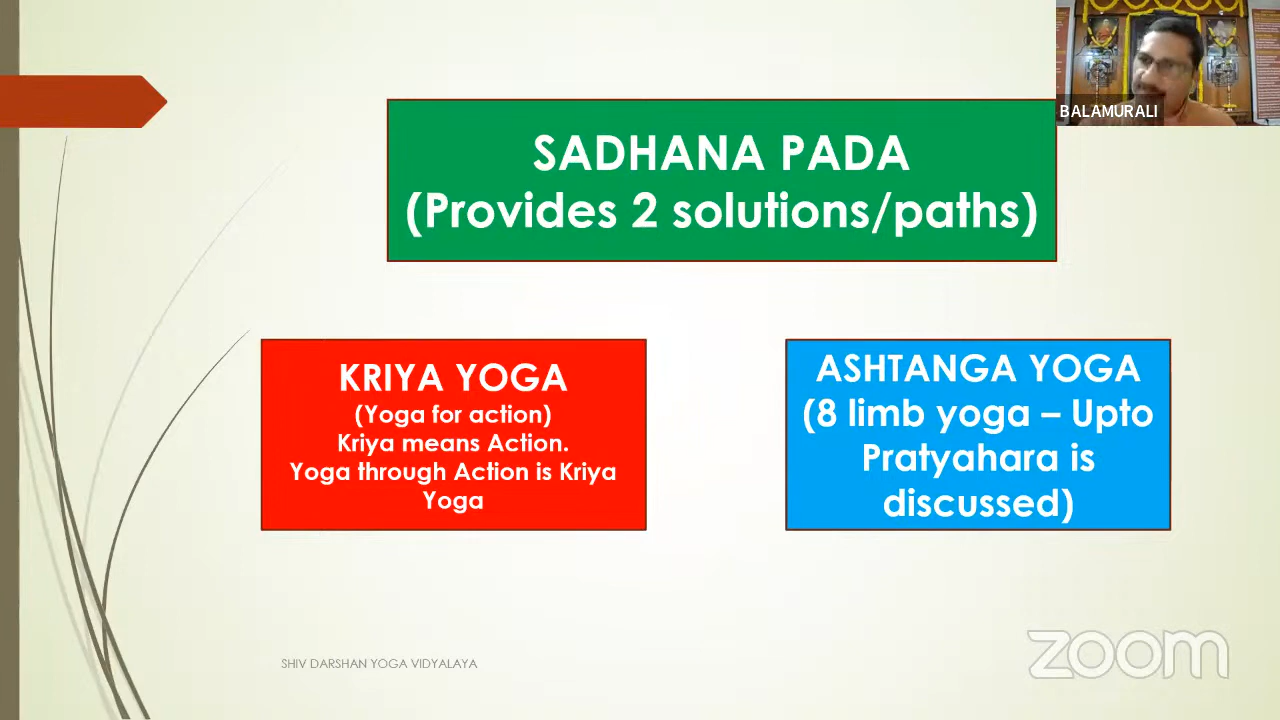 BALAMURALI
SADHANA PADA
(Provides 2 solutions/paths)
KRIYA YOGA
(Yoga for action)
Kriya means Action.
Yoga through Action is Kriya
Yoga
ASHTANGA YOGA
(8 limb yoga – Upto
Pratyahara is
discussed)
SHIV DARSHAN YOGA VIDYALAYA
zoom